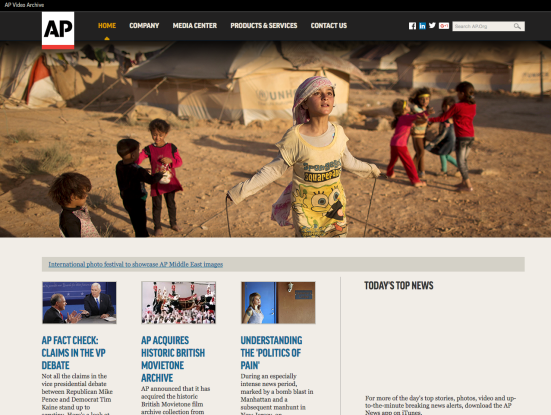 AP Video Archive
AP
HOME COMPANY MEDIA CENTER PRODUCTS & SERVICES CONTACT US
Search AP.Org
UNHCR
SPONGEBOB
SQUAREPANTS
International photo festival to showcase AP Middle East images
AP FACT CHECK:
CLAIMS IN THE VP
DEBATE
Not all the claims in the
vice presidential debate
between Republican Mike
Pence and Democrat Tim
Kaine stand up to
AP ACQUIRES
HISTORIC BRITISH
MOVIETONE
ARCHIVE
AP announced that it has
acquired the historic
British Movietone film
archive collection from
UNDERSTANDING
THE 'POLITICS OF
PAIN'
During an especially
intense news period,
marked by a bomb blast in
Manhattan and a
subsequent manhunt in
TODAY'S TOP NEWS
For more of the day's top stories, photos, video and up-
to-the-minute breaking news alerts, download the AP
News app on iTunes.